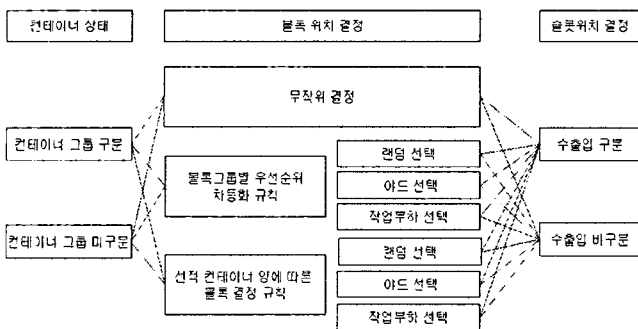 컨테이너 상태
블록 위치 결정
슬롯위치 결정
무작위 결정
컨테이너 그룹 구분
컨테이너 그룹 미구분
블록그룹별 우선순위
차등화 규칙
선적 컨테이너 양에 따른
블록 결정 규칙
랜덤 선택
야드 선택
작업부하 선택
랜덤 선택
야드 선택
작업부하 선택
수출입 구분
수출입 비구분